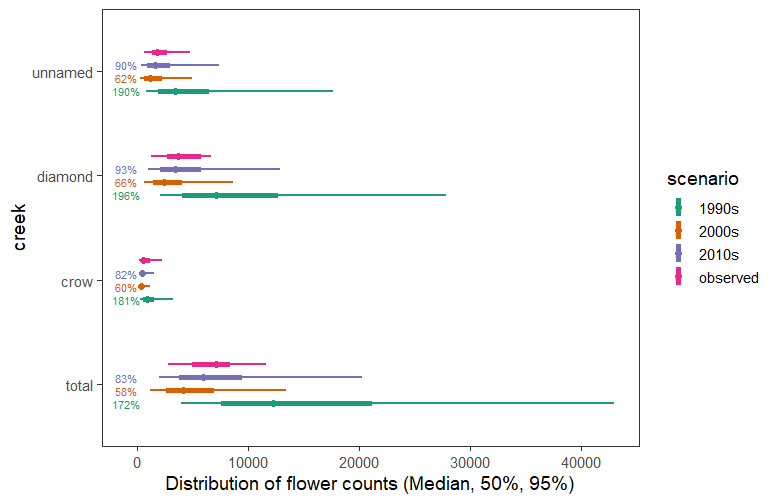 unnamed
90%
62%
190%
diamond
93%
66%
196%
crow
82%
60%
181%
total
83%
58%
172%
creek
0 10000 20000 30000 40000
Distribution of flower counts (Median, 50%, 95%)
scenario
1990s
2000s
2010s
observed